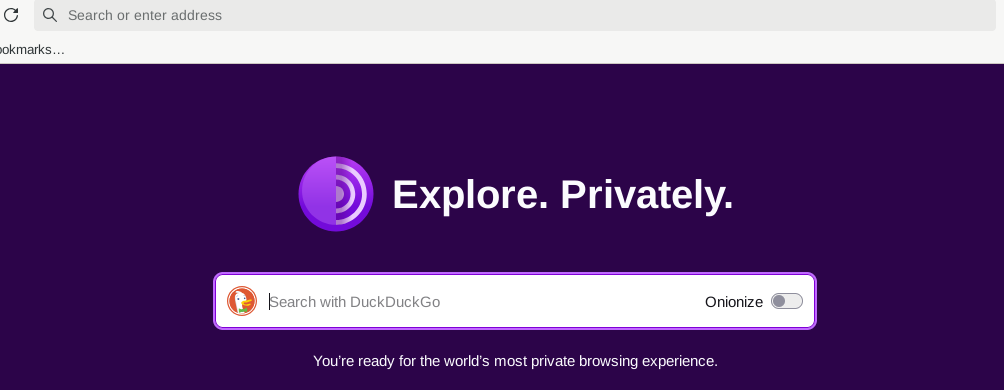 Search or enter address
ookmarks…
Explore. Privately.
Search with DuckDuckGo
Onionize
You’re ready for the world’s most private browsing experience.